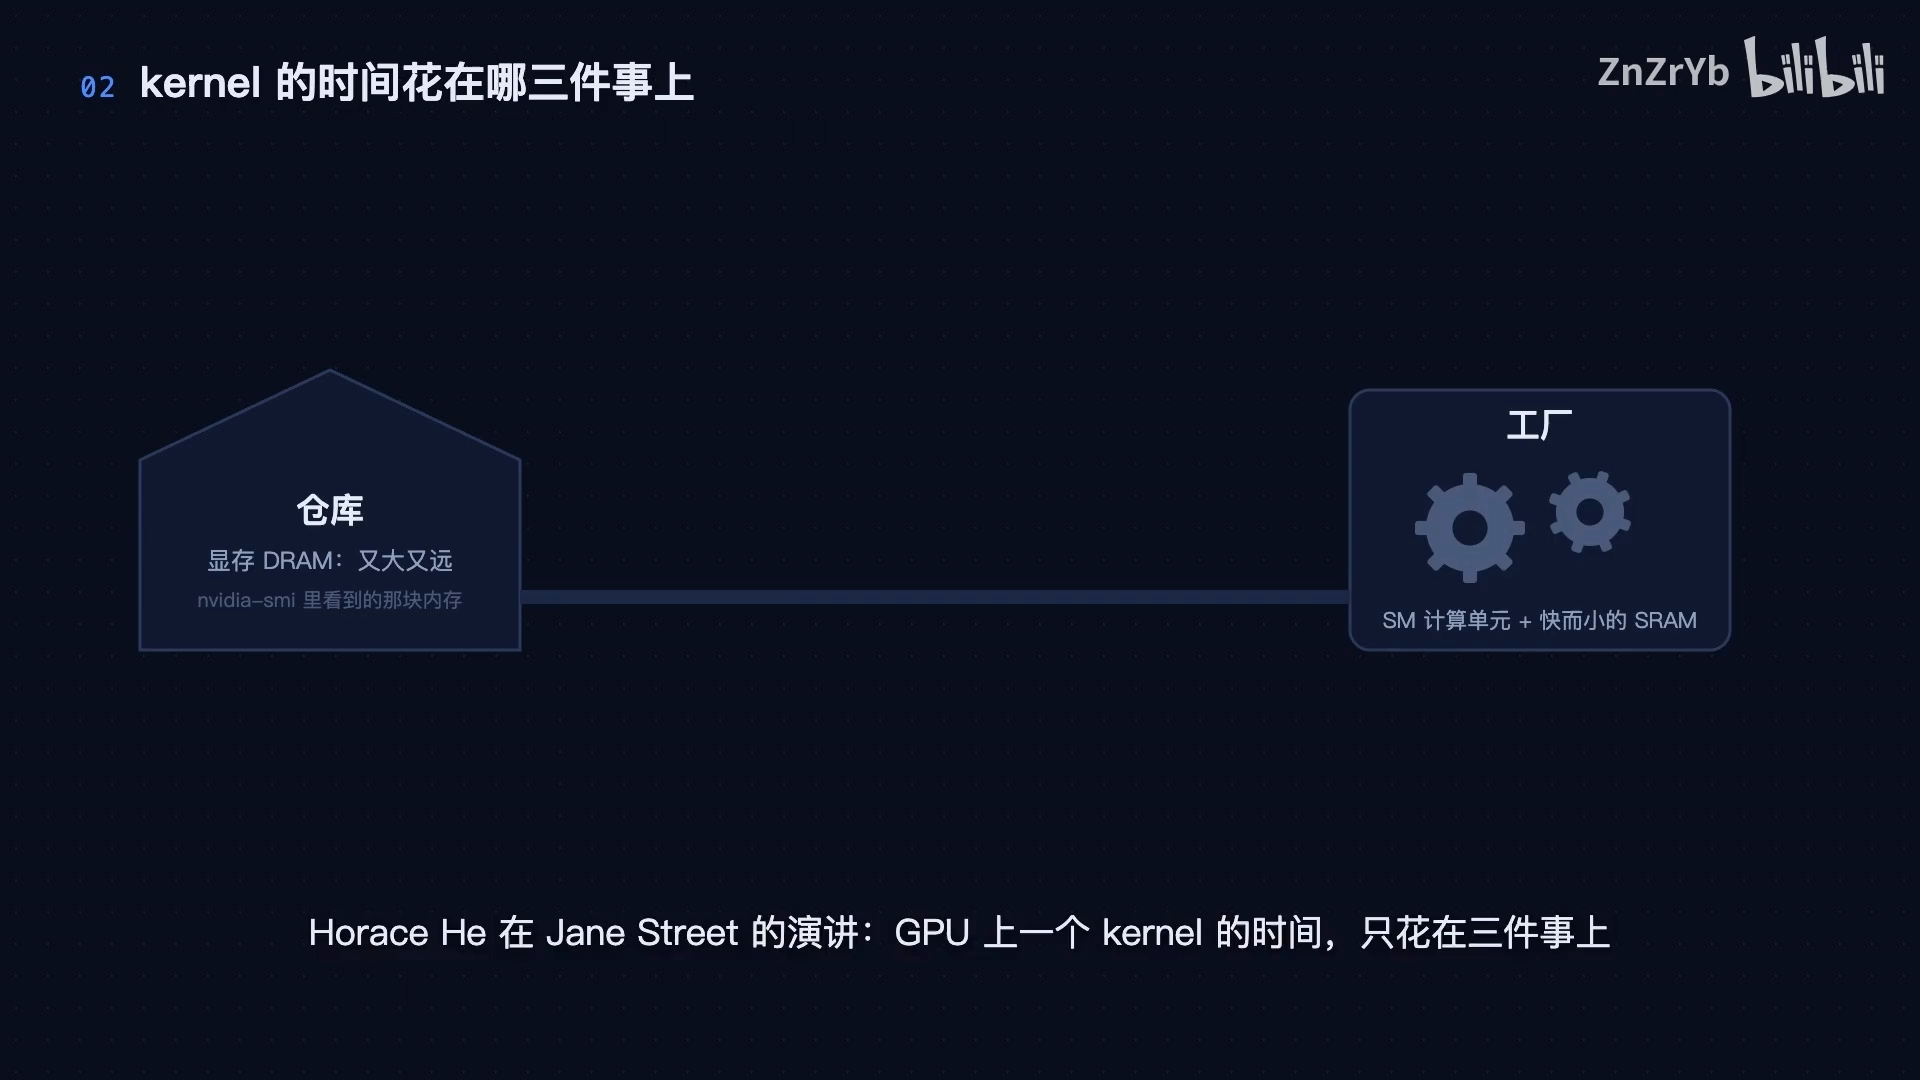 02 kernel 的时间花在哪三件事上
ZnZrYb bilibili
仓库
显存 DRAM：又大又远
nvidia-smi 里看到的那块内存
工厂
SM 计算单元 + 快而小的 SRAM
Horace He 在 Jane Street 的演讲：GPU 上一个 kernel 的时间，只花在三件事上